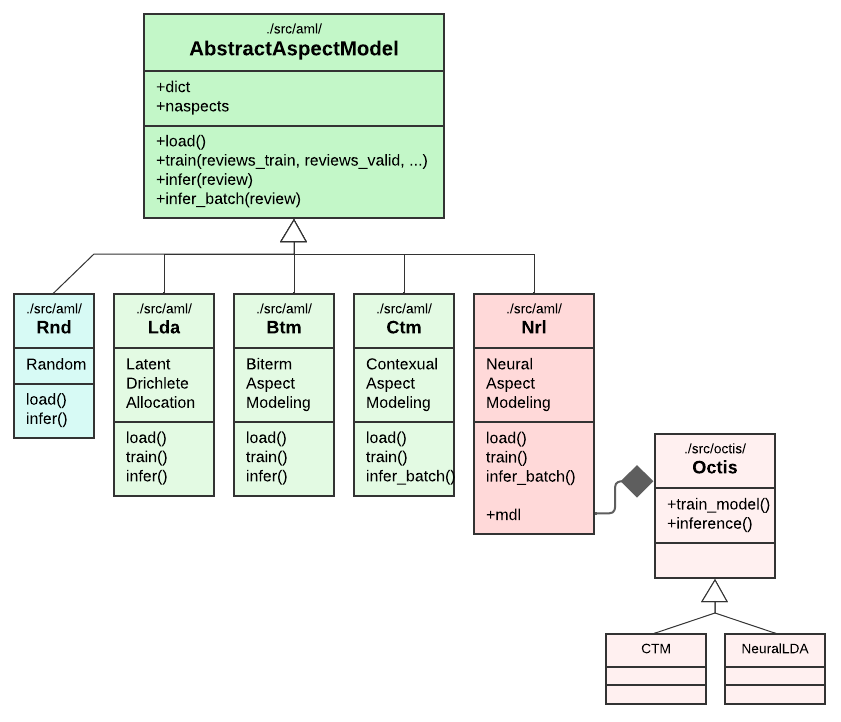 ./src/aml/
AbstractAspectModel
+dict
+naspects
+load()
+train(reviews_train, reviews_valid, ...)
+infer(review)
+infer_batch(review)
./src/aml/
Rnd
Random
load()
infer()
./src/aml/
Lda
Latent
Drichlete
Allocation
load()
train()
infer()
./src/aml/
Btm
Biterm
Aspect
Modeling
load()
train()
infer()
./src/aml/
Ctm
Contexual
Aspect
Modeling
load()
train()
infer_batch()
./src/aml/
Nrl
Neural
Aspect
Modeling
load()
train()
infer_batch()
+mdl
./src/octis/
Octis
+train_model()
+inference()
CTM
NeuralLDA